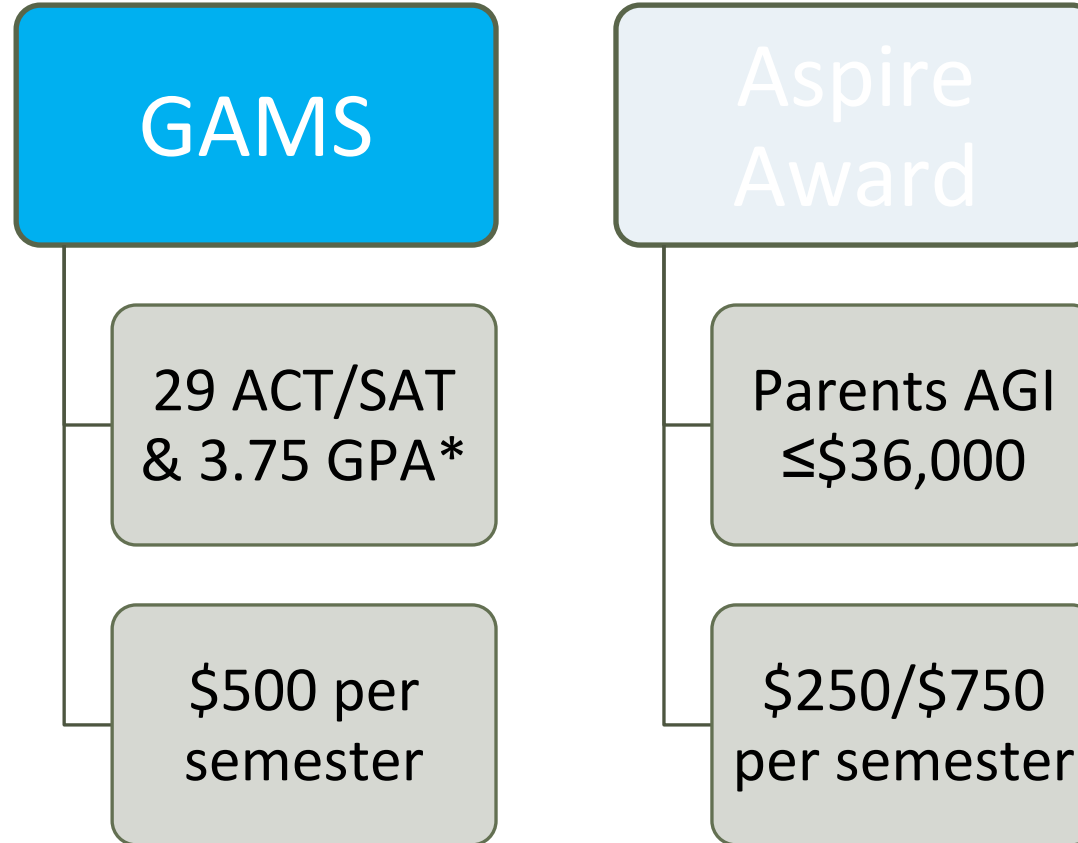 GAMS
29 ACT/SAT
& 3.75 GPA*
$500 per
semester
Aspire
Award
Parents AGI
≤$36,000
$250/$750
per semester